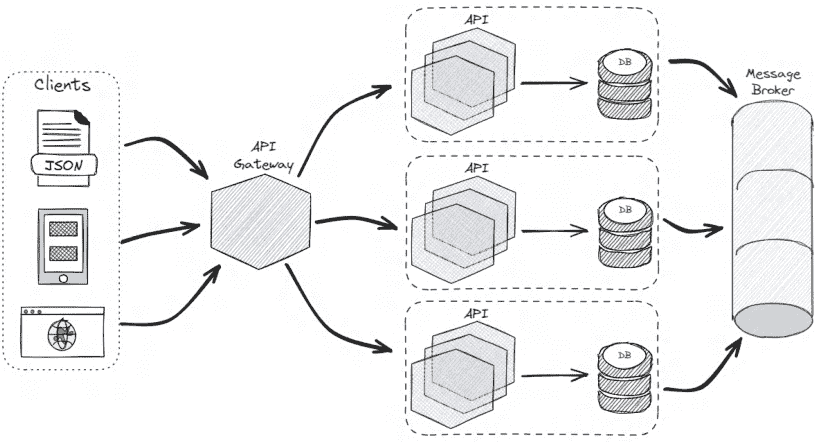 Clients
JSON
API
Gateway
API
DB
API
DB
API
DB
Message
Broker